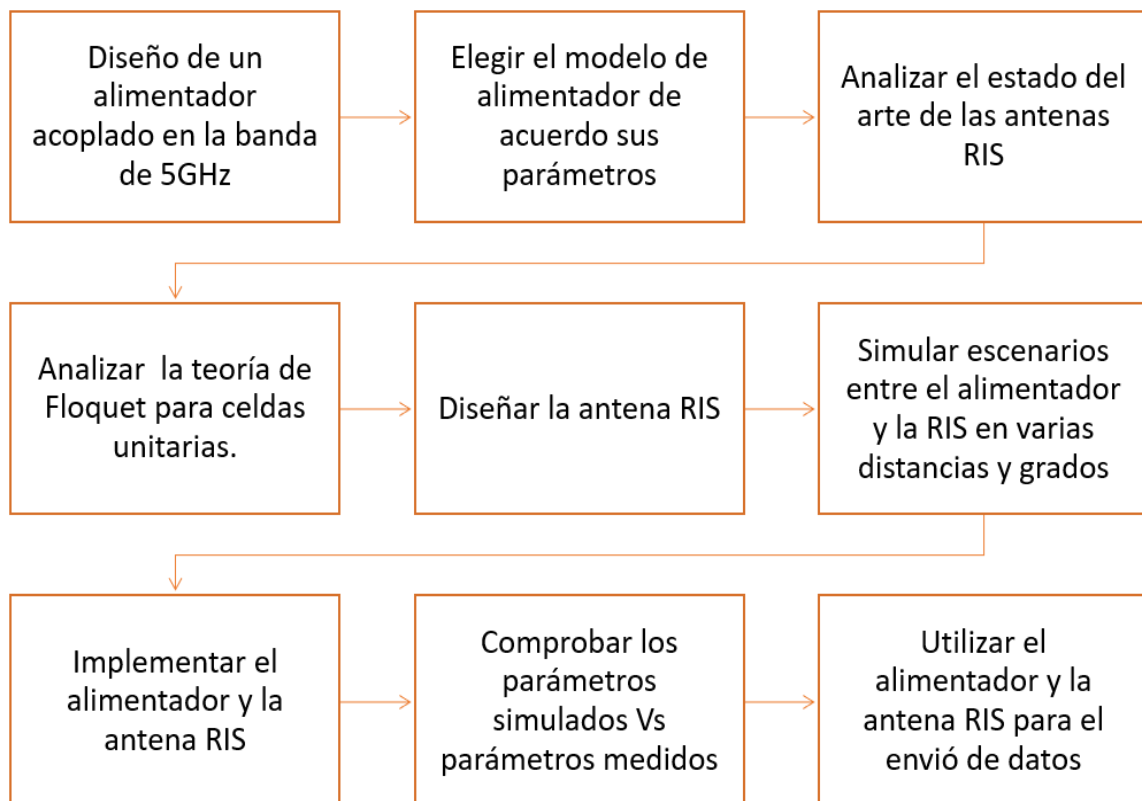 Diseño de un
alimentador
acoplado en la banda
de 5GHz
Elegir el modelo de
alimentador de
acuerdo sus
parámetros
Analizar el estado del
arte de las antenas
RIS
Analizar  la teoría de
Floquet para celdas
unitarias.
Diseñar la antena RIS
Simular escenarios
entre el alimentador
y la RIS en varias
distancias y grados
Implementar el
alimentador y la
antena RIS
Comprobar los
parámetros
simulados Vs
parámetros medidos
Utilizar el
alimentador y la
antena RIS para el
envió de datos